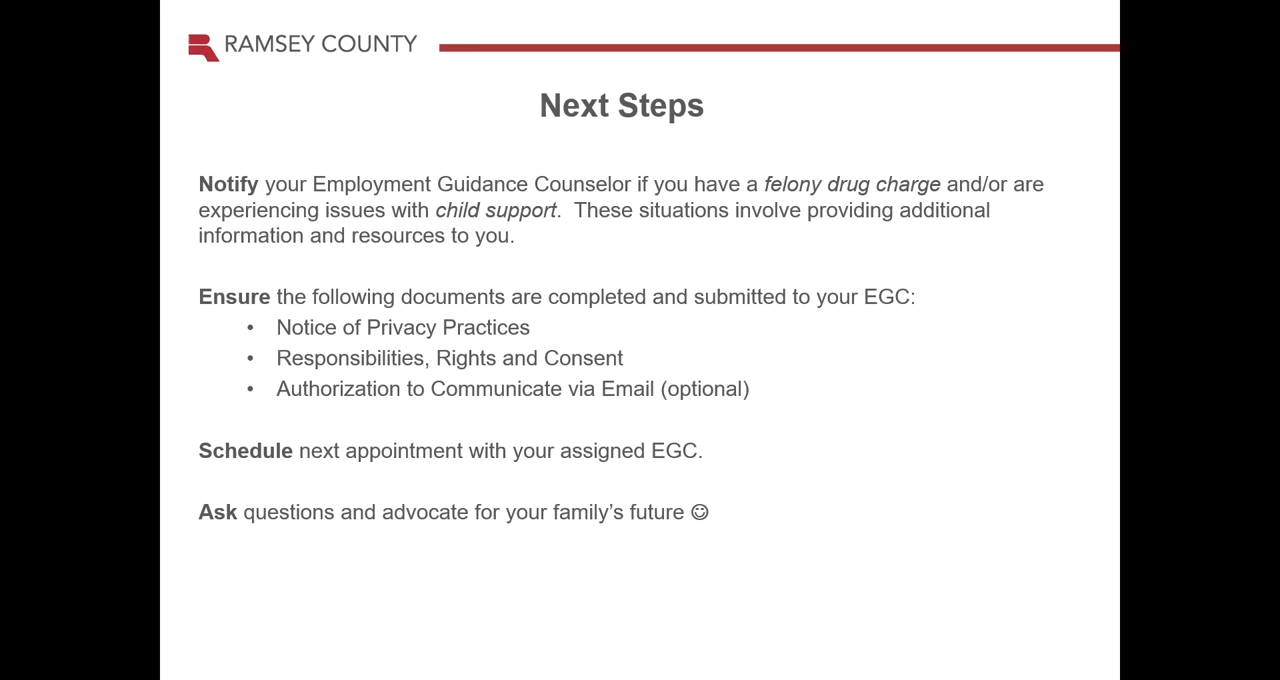 RAMSEY COUNTY
Next Steps
Notify your Employment Guidance Counselor if you have a felony drug charge and/or are
experiencing issues with child support.  These situations involve providing additional
information and resources to you.
Ensure the following documents are completed and submitted to your EGC:
• Notice of Privacy Practices
• Responsibilities, Rights and Consent
• Authorization to Communicate via Email (optional)
Schedule next appointment with your assigned EGC.
Ask questions and advocate for your family’s future ☺